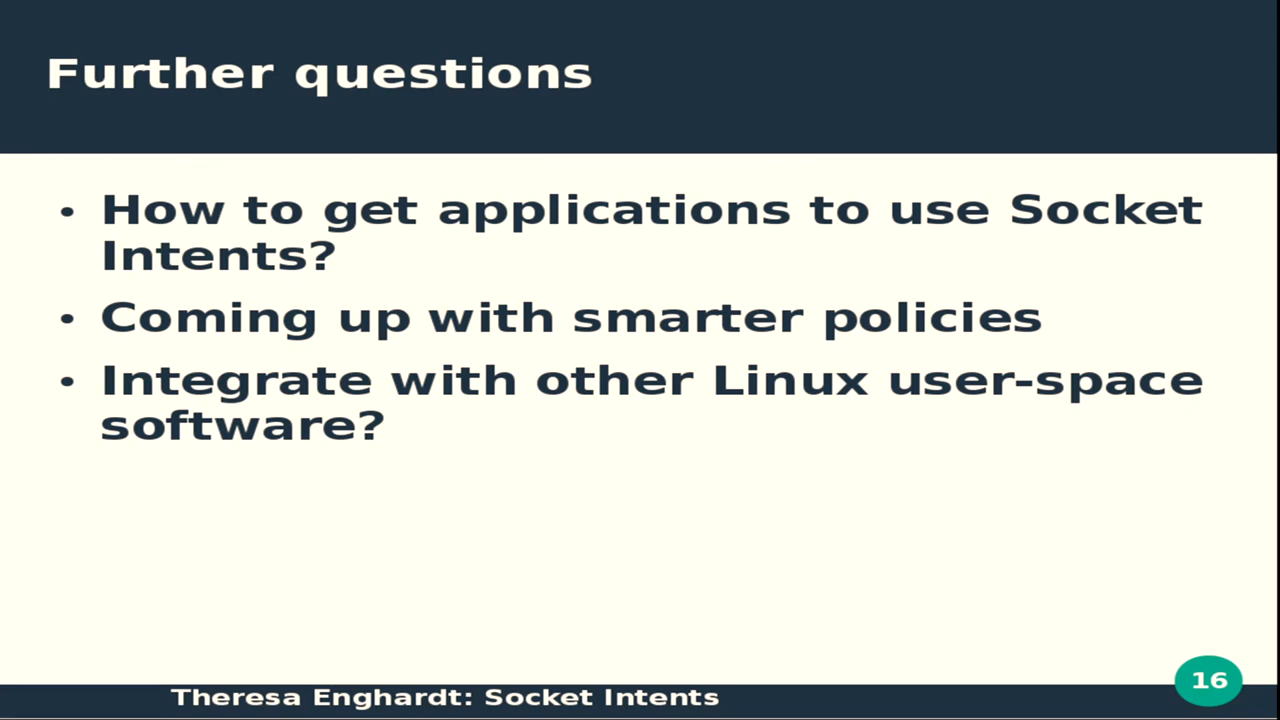 Further questions
• How to get applications to use Socket
Intents?
• Coming up with smarter policies
• Integrate with other Linux user-space
software?
Theresa Enghardt: Socket Intents
16